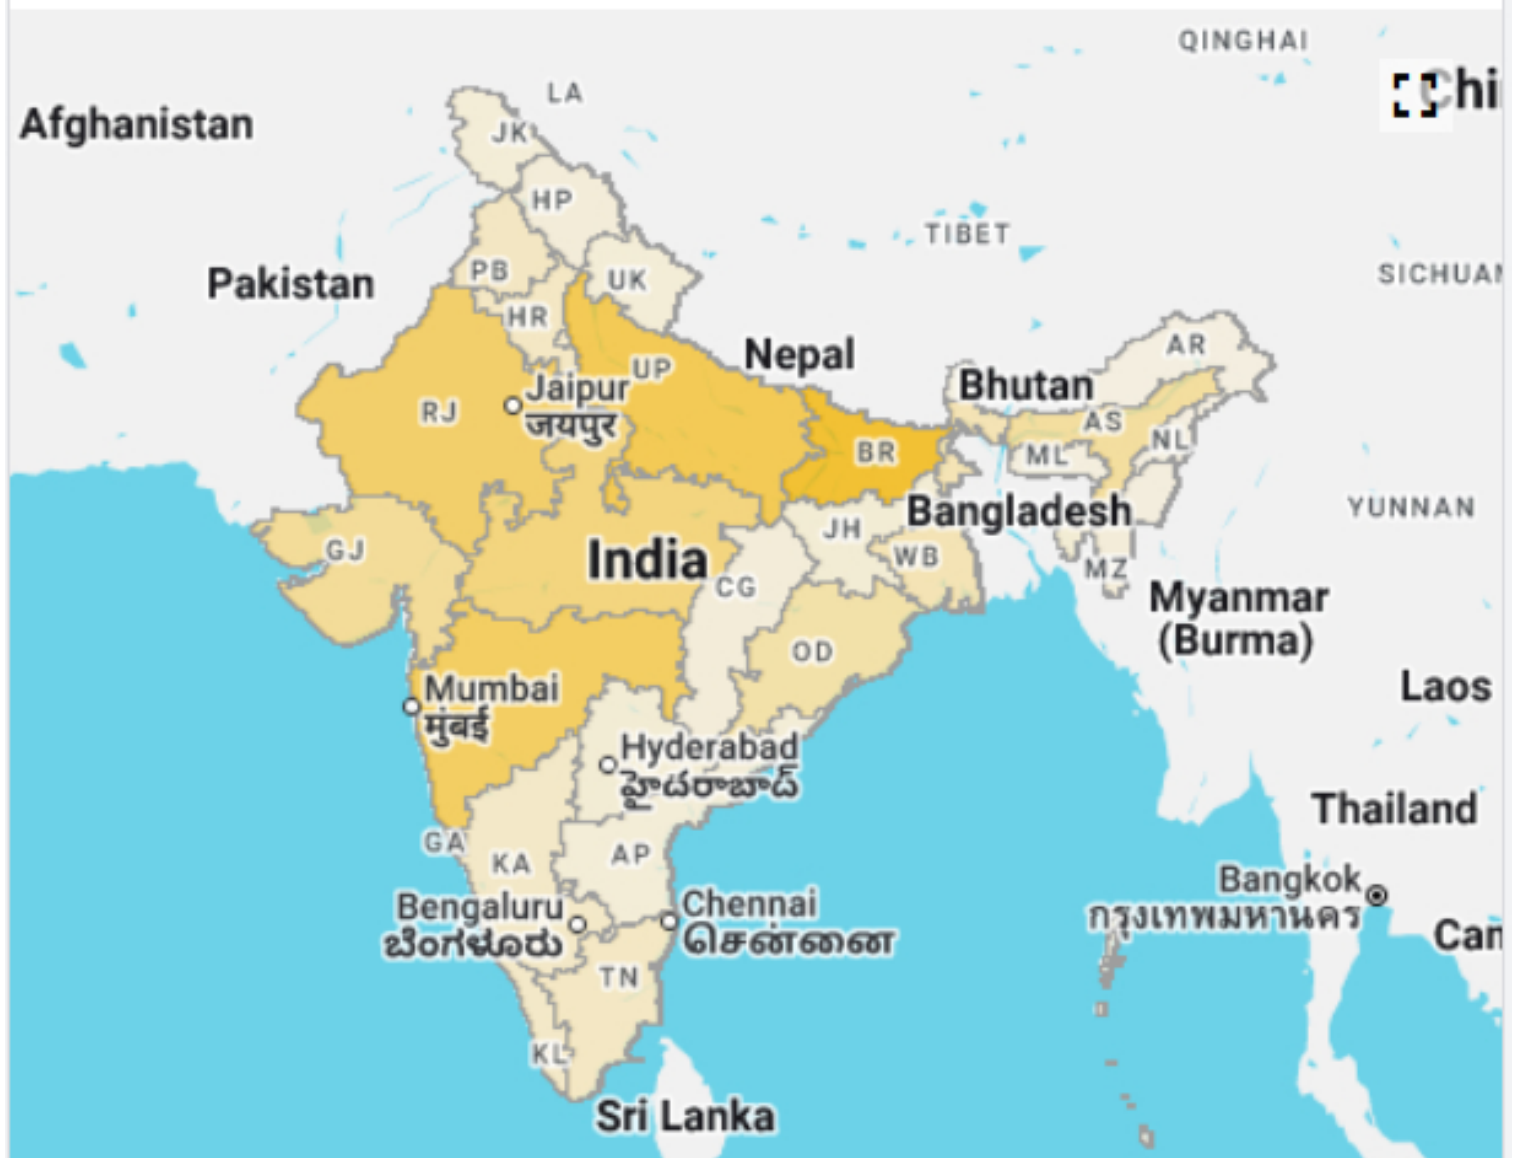 QINGHAI
Chi
LA
Afghanistan
JK
HP
TIBET
SICHUAN
Pakistan
PB
UK
HR
AR
Nepal
UP
Bhutan
Jaipur
जयपुर
RJ
AS
NL
BR
ML
YUNNAN
Bangladesh
JH
GJ
India
WB
CG
MZ
Myanmar
(Burma)
OD
Laos
Mumbai
मुंबई
Hyderabad
హైదరాబాద్
Thailand
GA
KA
AP
Bangkok
กรุงเทพมหานคร
Bengaluru
ಬೆಂಗಳೂರು
Chennai
சென்னை
Cam
TN
KL
Sri Lanka